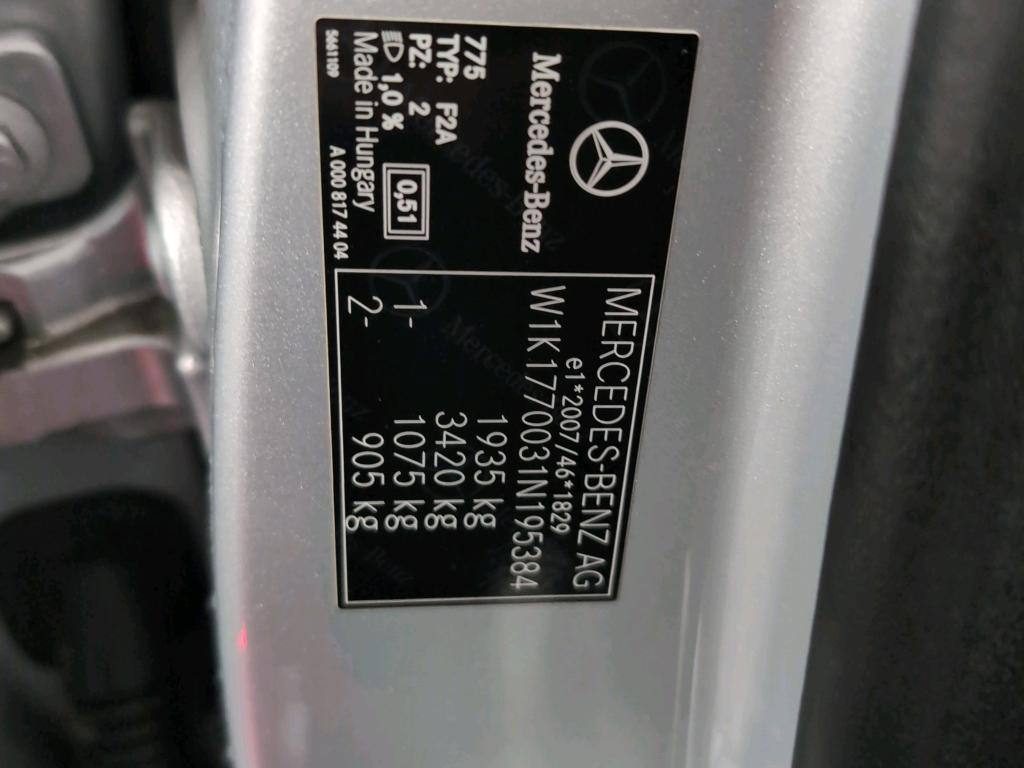 Mercedes-Benz
775
TYP: F2A
PZ: 2
1,0 %
0,51
Made in Hungary
5661109
A 000 817 44 04
MERCEDES-BENZ AG
e1*2007/46*1829
W1K1770031N195384
1935 kg
3420 kg
1- 1075 kg
2- 905 kg